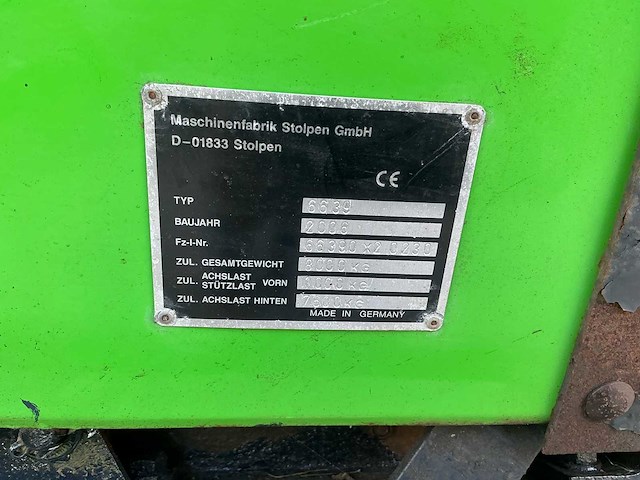 Maschinenfabrik Stolpen GmbH
D-01833 Stolpen
CE
TYP 6639
BAUJAHR 2006
Fz-I-Nr.
ZUL. GESAMTGEWICHT
ZUL. ACHSLAST STÜTZLAST VORN
ZUL. ACHSLAST HINTEN
MADE IN GERMANY